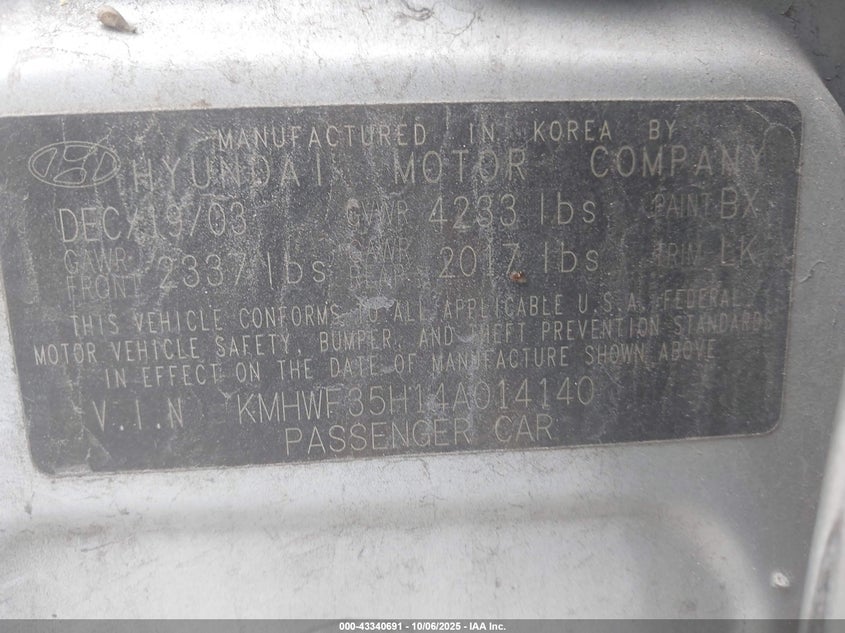 MANUFACTURED IN KOREA BY
HYUNDAI MOTOR COMPANY
DEC/19/03 GVWR 4233 lbs PAINT BX
GAWR FRONT 2337 lbs GAWR REAR 2017 lbs TRIM LK
THIS VEHICLE CONFORMS TO ALL APPLICABLE U.S.A. FEDERAL
MOTOR VEHICLE SAFETY, BUMPER, AND THEFT PREVENTION STANDARDS
IN EFFECT ON THE DATE OF MANUFACTURE SHOWN ABOVE
V.I.N KMHWF35H14A014140
PASSENGER CAR
000-43340691 - 10/06/2025 - IAA Inc.